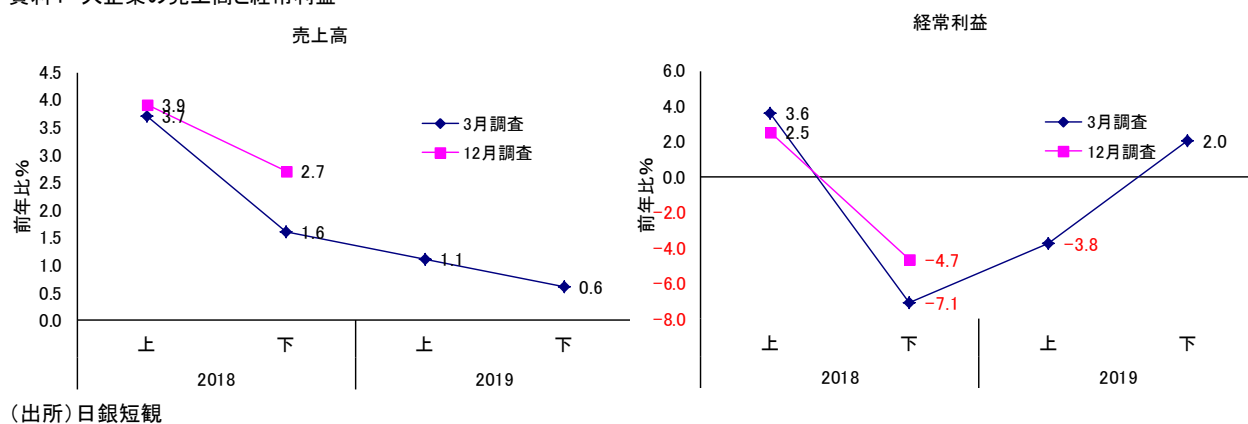 売上高
4.5
4.0
3.5
3.0
2.5
2.0
1.5
1.0
0.5
0.0
前年比%
3.9
3.7
2.7
1.6
1.1
0.6
3月調査
12月調査
上
下
上
下
2018
2019
経常利益
6.0
4.0
2.0
0.0
-2.0
-4.0
-6.0
-8.0
前年比%
3.6
2.5
-4.7
-7.1
-3.8
2.0
3月調査
12月調査
上
下
上
下
2018
2019
(出所)日銀短観